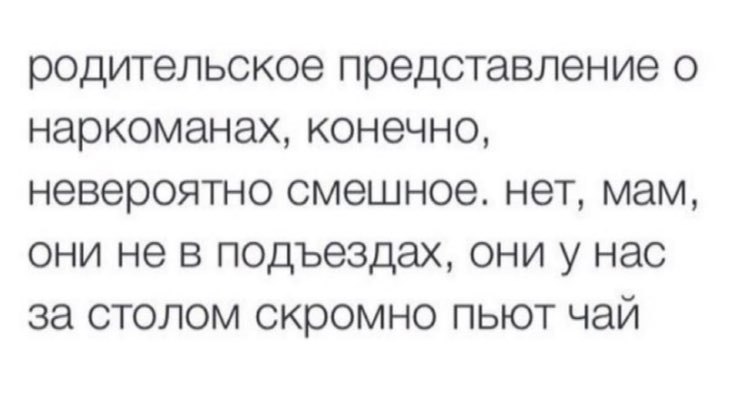 родительское представление о
наркоманах, конечно,
невероятно смешное. нет, мам,
они не в подъездах, они у нас
за столом скромно пьют чай